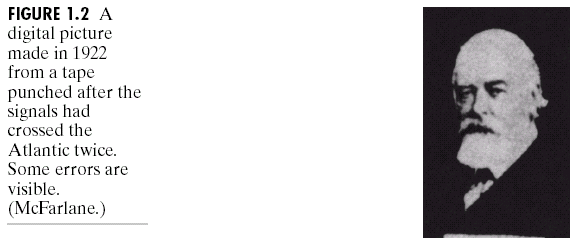 FIGURE 1.2 A
digital picture
made in 1922
from a tape
punched after the
signals had
crossed the
Atlantic twice.
Some errors are
visible.
(McFarlane.)